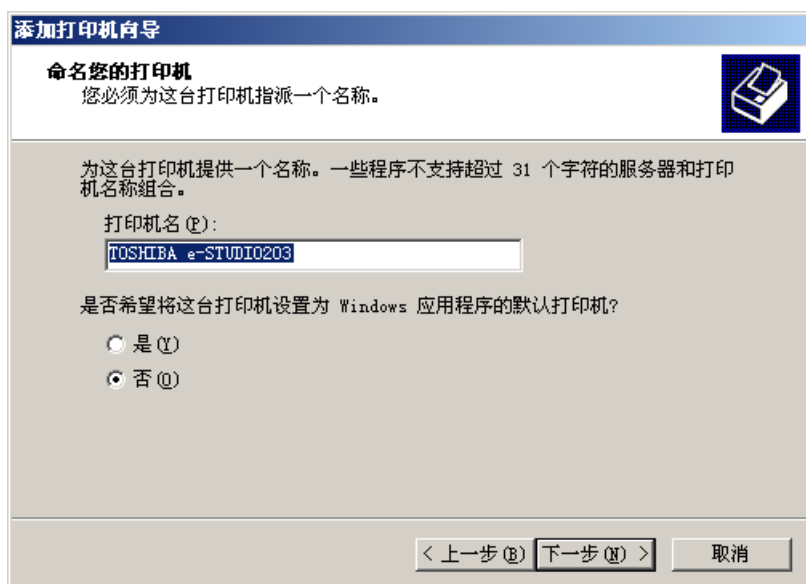 添加打印机向导
命名您的打印机
您必须为这台打印机指派一个名称。
为这台打印机提供一个名称。一些程序不支持超过 31 个字符的服务器和打印
机名称组合。
打印机名(P):
TOSHIBA e-STUDIO203
是否希望将这台打印机设置为 Windows 应用程序的默认打印机?
是(Y)
否(O)
< 上一步(B) 下一步(N) > 取消